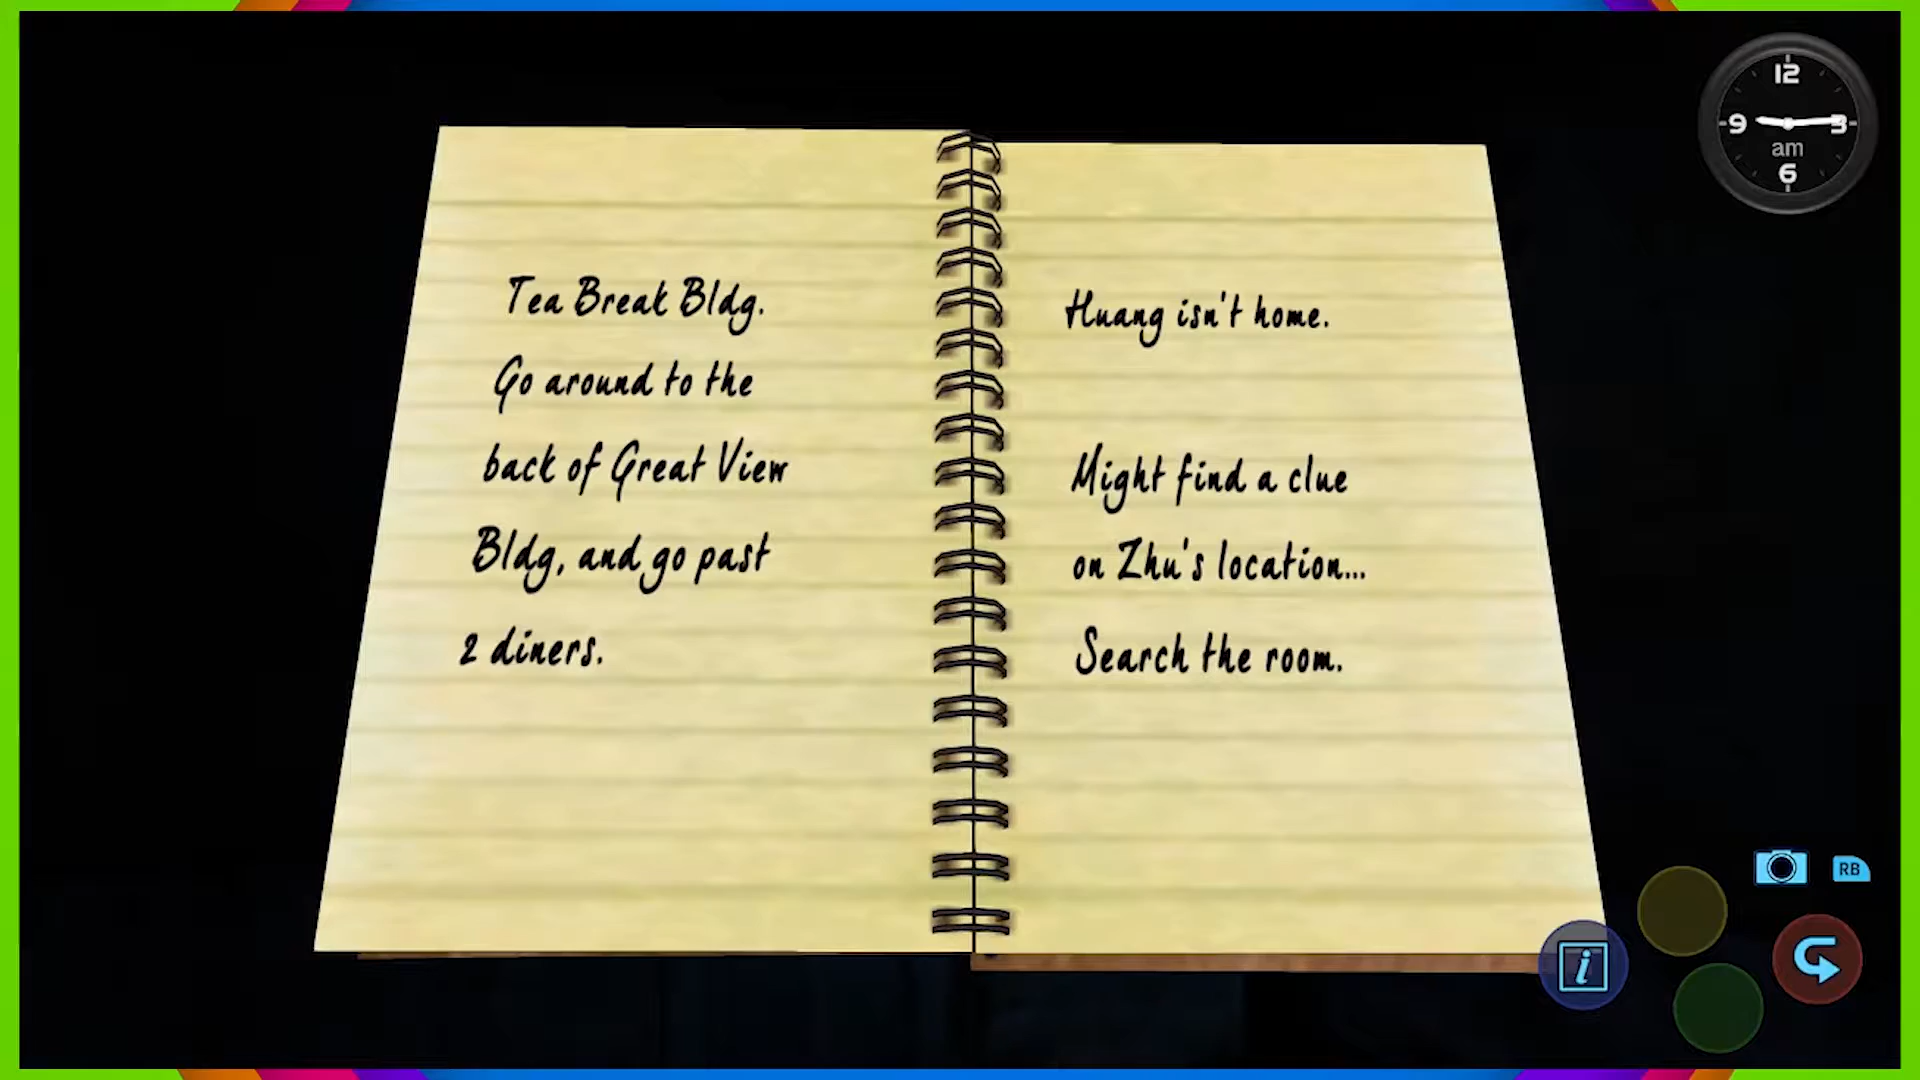 Tea Break Bldg.
Go around to the
back of Great View
Bldg, and go past
2 diners.
Huang isn't home.
Might find a clue
on Zhu's location...
Search the room.
12
9
3
am
6
RB
i